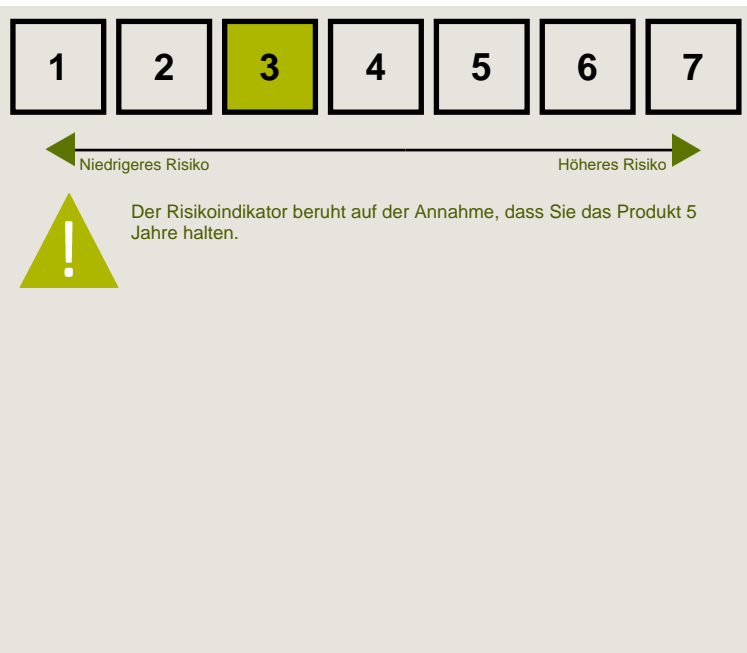 1 2 3 4 5 6 7
Niedrigeres Risiko Höheres Risiko
!
Der Risikoindikator beruht auf der Annahme, dass Sie das Produkt 5
Jahre halten.